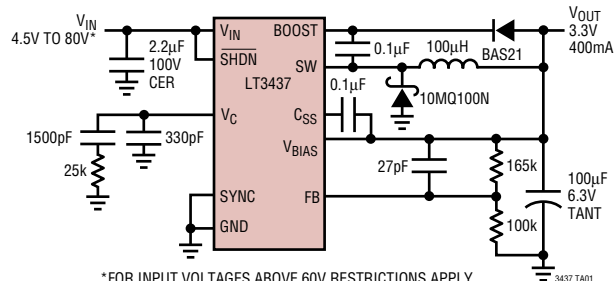 VIN
4.5V TO 80V*
2.2µF
100V
CER
1500pF
25k
330pF
VIN
SHDN
LT3437
VC
SYNC
GND
BOOST
SW
CSS
VBIAS
FB
0.1µF
100µH
BAS21
0.1µF
10MQ100N
27pF
165k
100k
VOUT
3.3V
400mA
100µF
6.3V
TANT
*FOR INPUT VOLTAGES ABOVE 60V RESTRICTIONS APPLY
3437 TA01